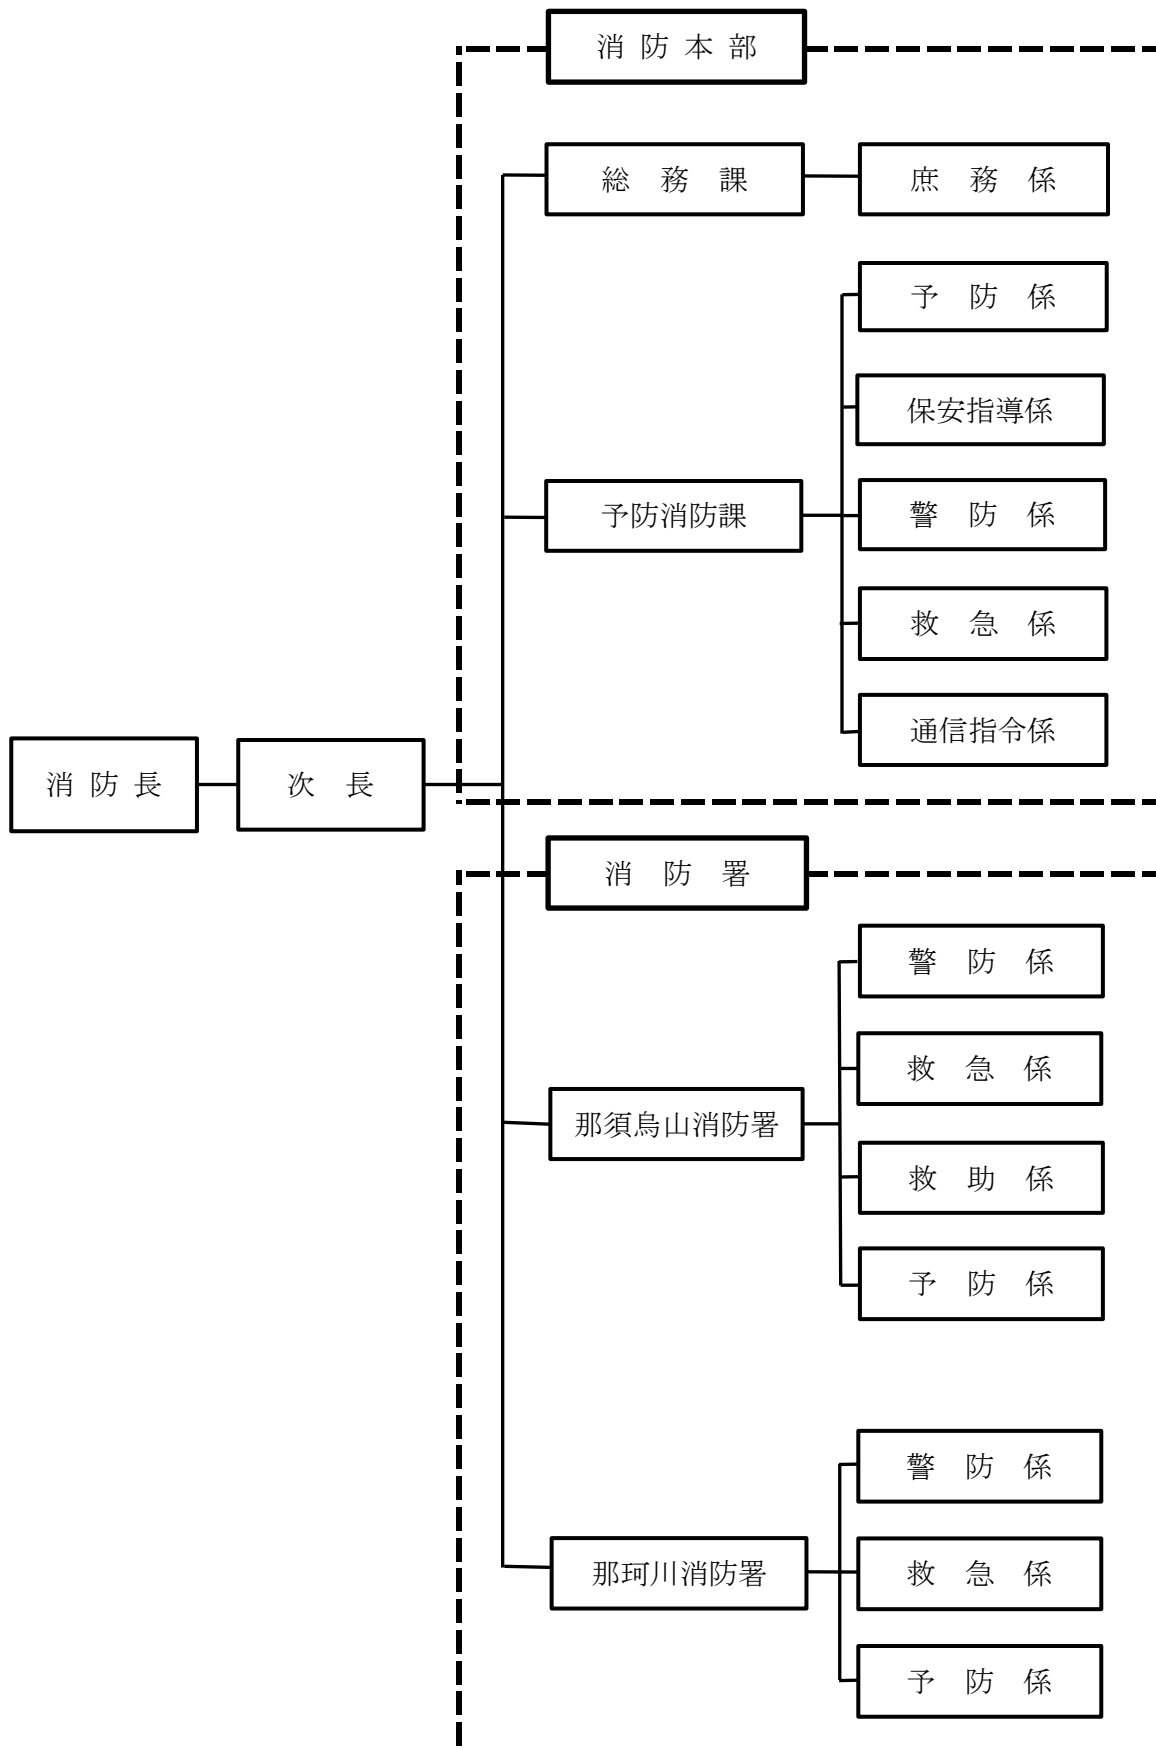 消防本部
総務課
庶務係
予防係
保安指導係
予防消防課
警防係
救急係
通信指令係
消防長
次長
消防署
警防係
救急係
那須烏山消防署
救助係
予防係
警防係
那珂川消防署
救急係
予防係